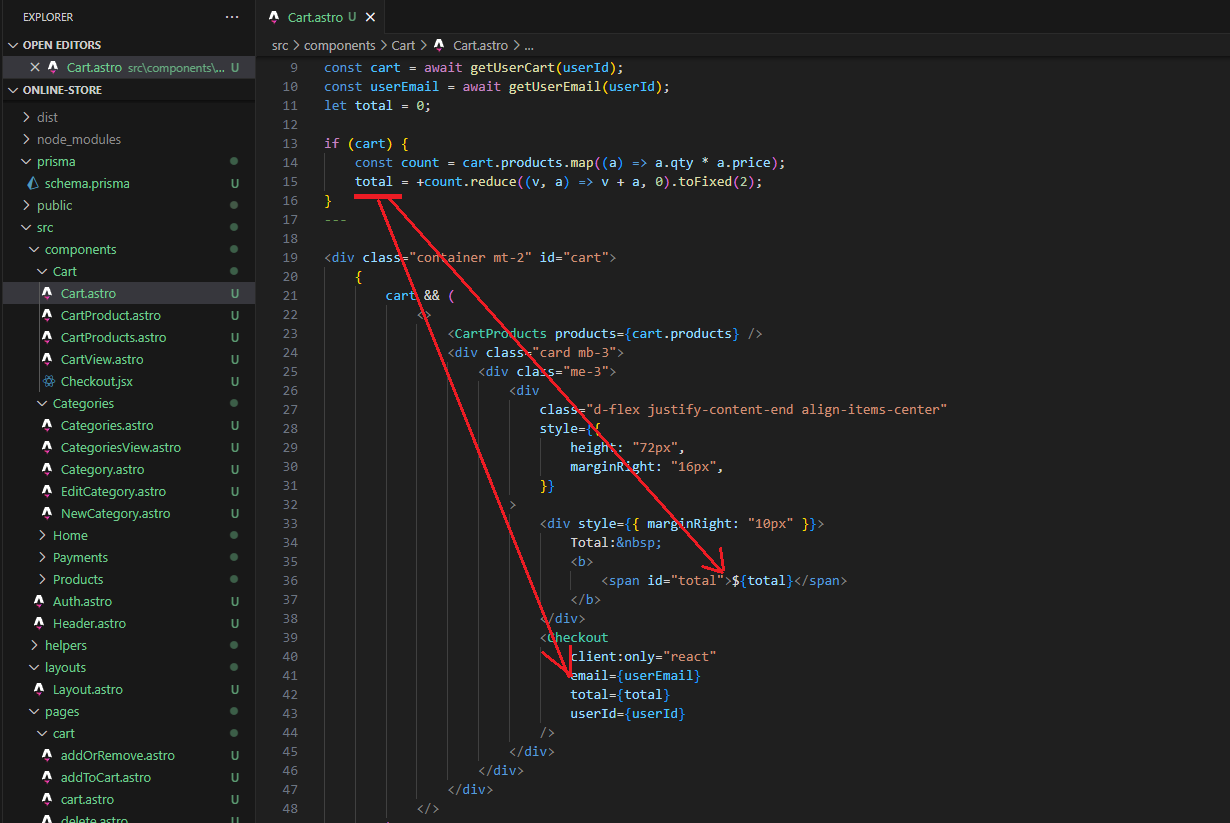 EXPLORER
OPEN EDITORS
Cart.astro src\components\... U
ONLINE-STORE
dist
node_modules
prisma
schema.prisma U
public
src
components
Cart
Cart.astro U
CartProduct.astro U
CartProducts.astro U
CartView.astro U
Checkout.jsx U
Categories
Categories.astro U
CategoriesView.astro U
Category.astro U
EditCategory.astro U
NewCategory.astro U
Home
Payments
Products
Auth.astro U
Header.astro U
helpers
layouts
Layout.astro U
pages
cart
addOrRemove.astro U
addToCart.astro U
cart.astro U
delete.astro U
Cart.astro U
src > components > Cart > Cart.astro > ...
9 const cart = await getUserCart(userId);
10 const userEmail = await getUserEmail(userId);
11 let total = 0;
12
13 if (cart) {
14 const count = cart.products.map((a) => a.qty * a.price);
15 total = +count.reduce((v, a) => v + a, 0).toFixed(2);
16 }
17 ---
18
19 <div class="container mt-2" id="cart">
20 {
21 cart && (
22 <>
23 <CartProducts products={cart.products} />
24 <div class="card mb-3">
25 <div class="me-3">
26 <div
27 class="d-flex justify-content-end align-items-center"
28 style={{
29 height: "72px",
30 marginRight: "16px",
31 }}
32 >
33 <div style={{ marginRight: "10px" }}>
34 Total:&nbsp;
35 <b>
36 <span id="total">${total}</span>
37 </b>
38 </div>
39 <Checkout
40 client:only="react"
41 email={userEmail}
42 total={total}
43 userId={userId}
44 />
45 </div>
46 </div>
47 </div>
48 </>